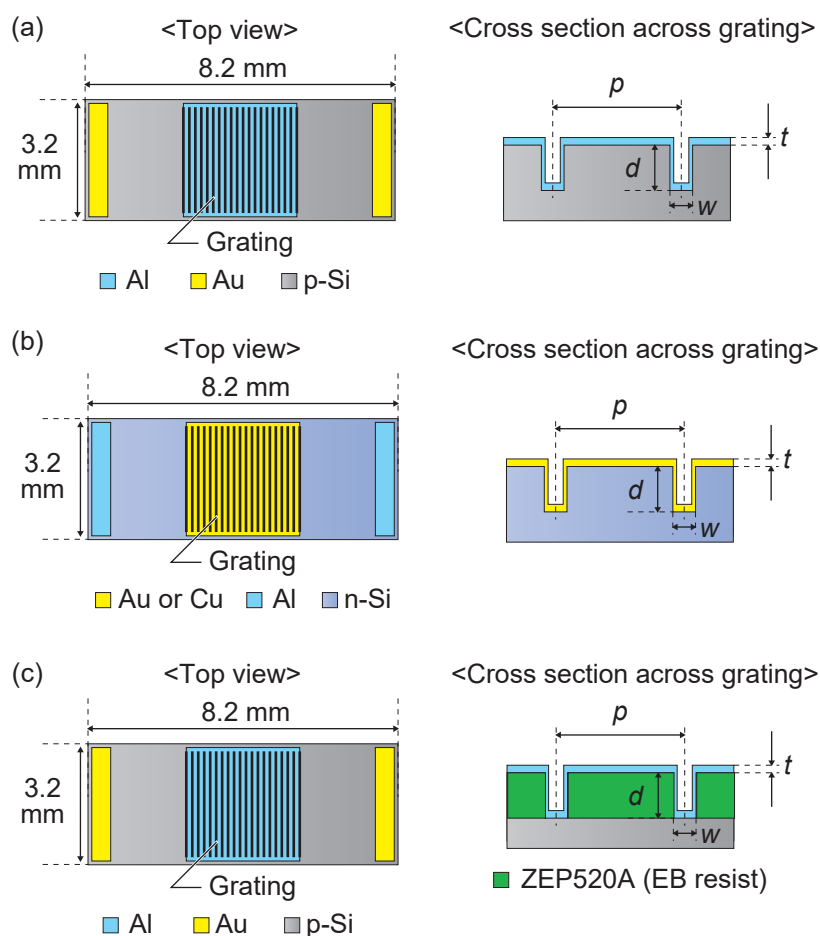 (a)
<Top view>
<Cross section across grating>
8.2 mm
3.2
mm
Grating
p
d
t
w
Al Au p-Si
(b)
<Top view>
<Cross section across grating>
8.2 mm
3.2
mm
Grating
p
d
t
w
Au or Cu Al n-Si
(c)
<Top view>
<Cross section across grating>
8.2 mm
3.2
mm
Grating
p
d
t
w
ZEP520A (EB resist)
Al Au p-Si